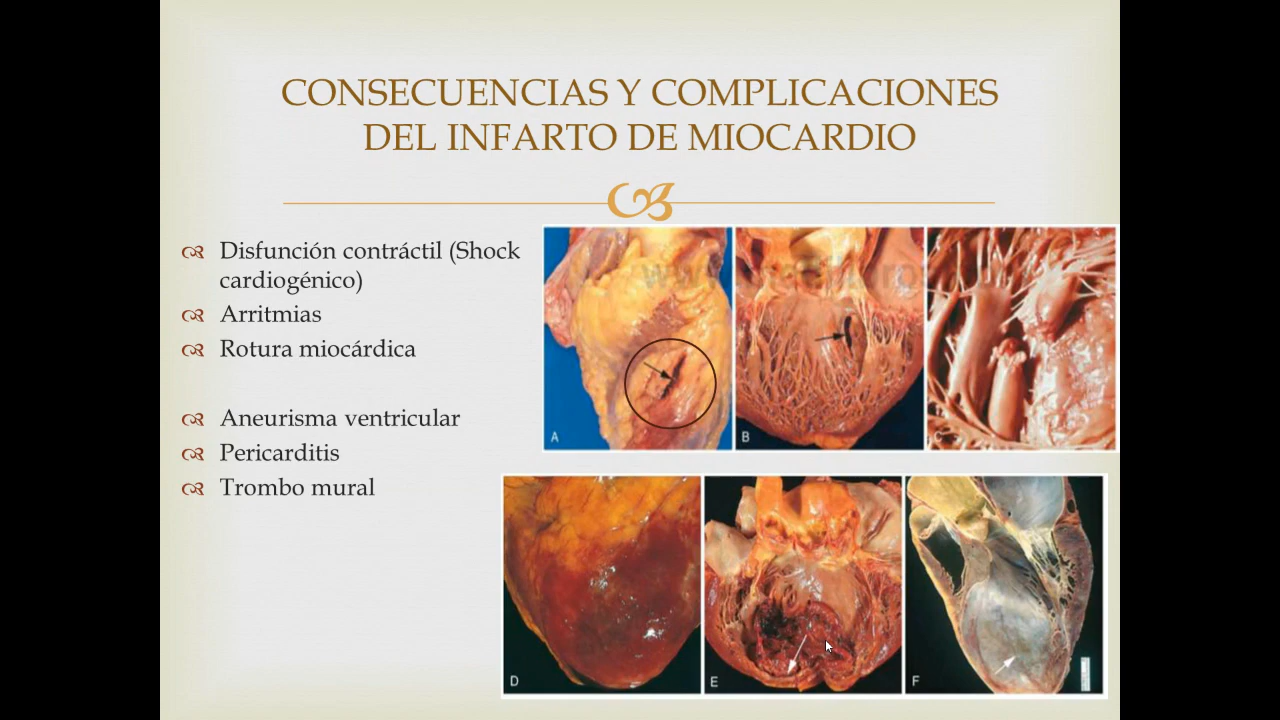 CONSECUENCIAS Y COMPLICACIONES
DEL INFARTO DE MIOCARDIO
Disfunción contráctil (Shock
cardiogénico)
Arritmias
Rotura miocárdica
Aneurisma ventricular
Pericarditis
Trombo mural
A
B
C
D
E
F